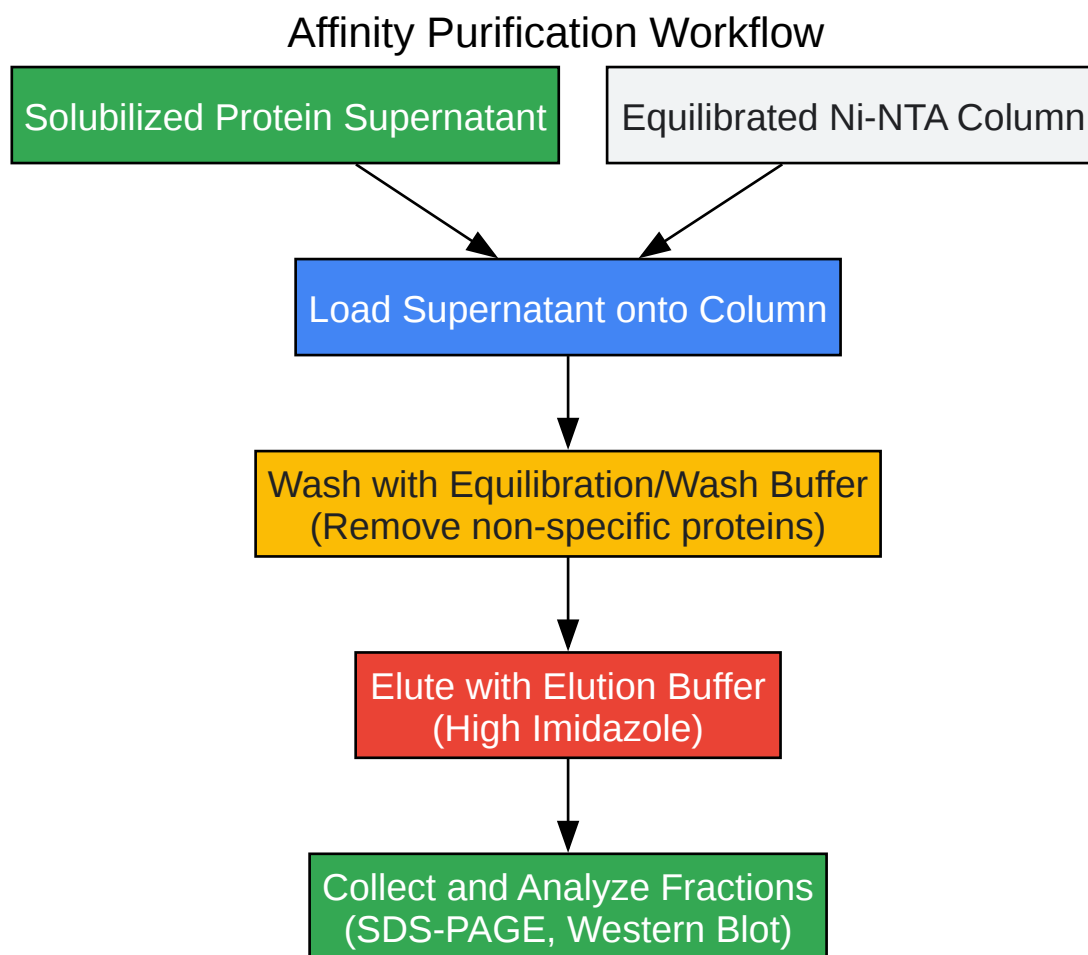 Affinity Purification Workflow
Solubilized Protein Supernatant
Equilibrated Ni-NTA Column
Load Supernatant onto Column
Wash with Equilibration/Wash Buffer
(Remove non-specific proteins)
Elute with Elution Buffer
(High Imidazole)
Collect and Analyze Fractions
(SDS-PAGE, Western Blot)